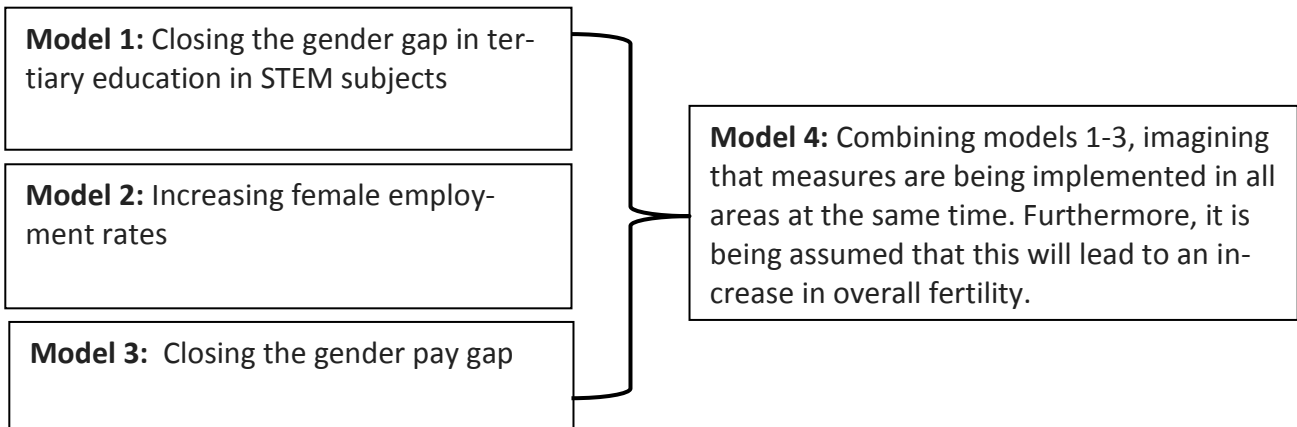 Model 1: Closing the gender gap in ter-
tiary education in STEM subjects
Model 2: Increasing female employ-
ment rates
Model 3: Closing the gender pay gap
Model 4: Combining models 1-3, imagining
that measures are being implemented in all
areas at the same time. Furthermore, it is
being assumed that this will lead to an in-
crease in overall fertility.